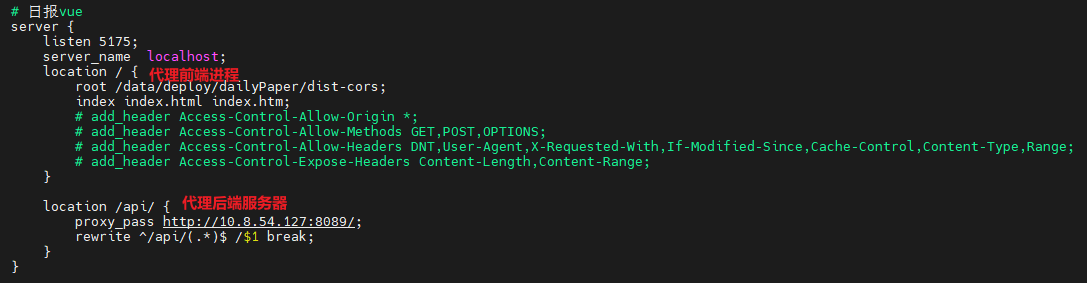 # 日报vue
server {
    listen 5175;
    server_name  localhost;
    location / { 代理前端进程
        root /data/deploy/dailyPaper/dist-cors;
        index index.html index.htm;
        # add_header Access-Control-Allow-Origin *;
        # add_header Access-Control-Allow-Methods GET,POST,OPTIONS;
        # add_header Access-Control-Allow-Headers DNT,User-Agent,X-Requested-With,If-Modified-Since,Cache-Control,Content-Type,Range;
        # add_header Access-Control-Expose-Headers Content-Length,Content-Range;
    }
    location /api/ { 代理后端服务器
        proxy_pass http://10.8.54.127:8089/;
        rewrite ^/api/(.*)$ /$1 break;
    }
}